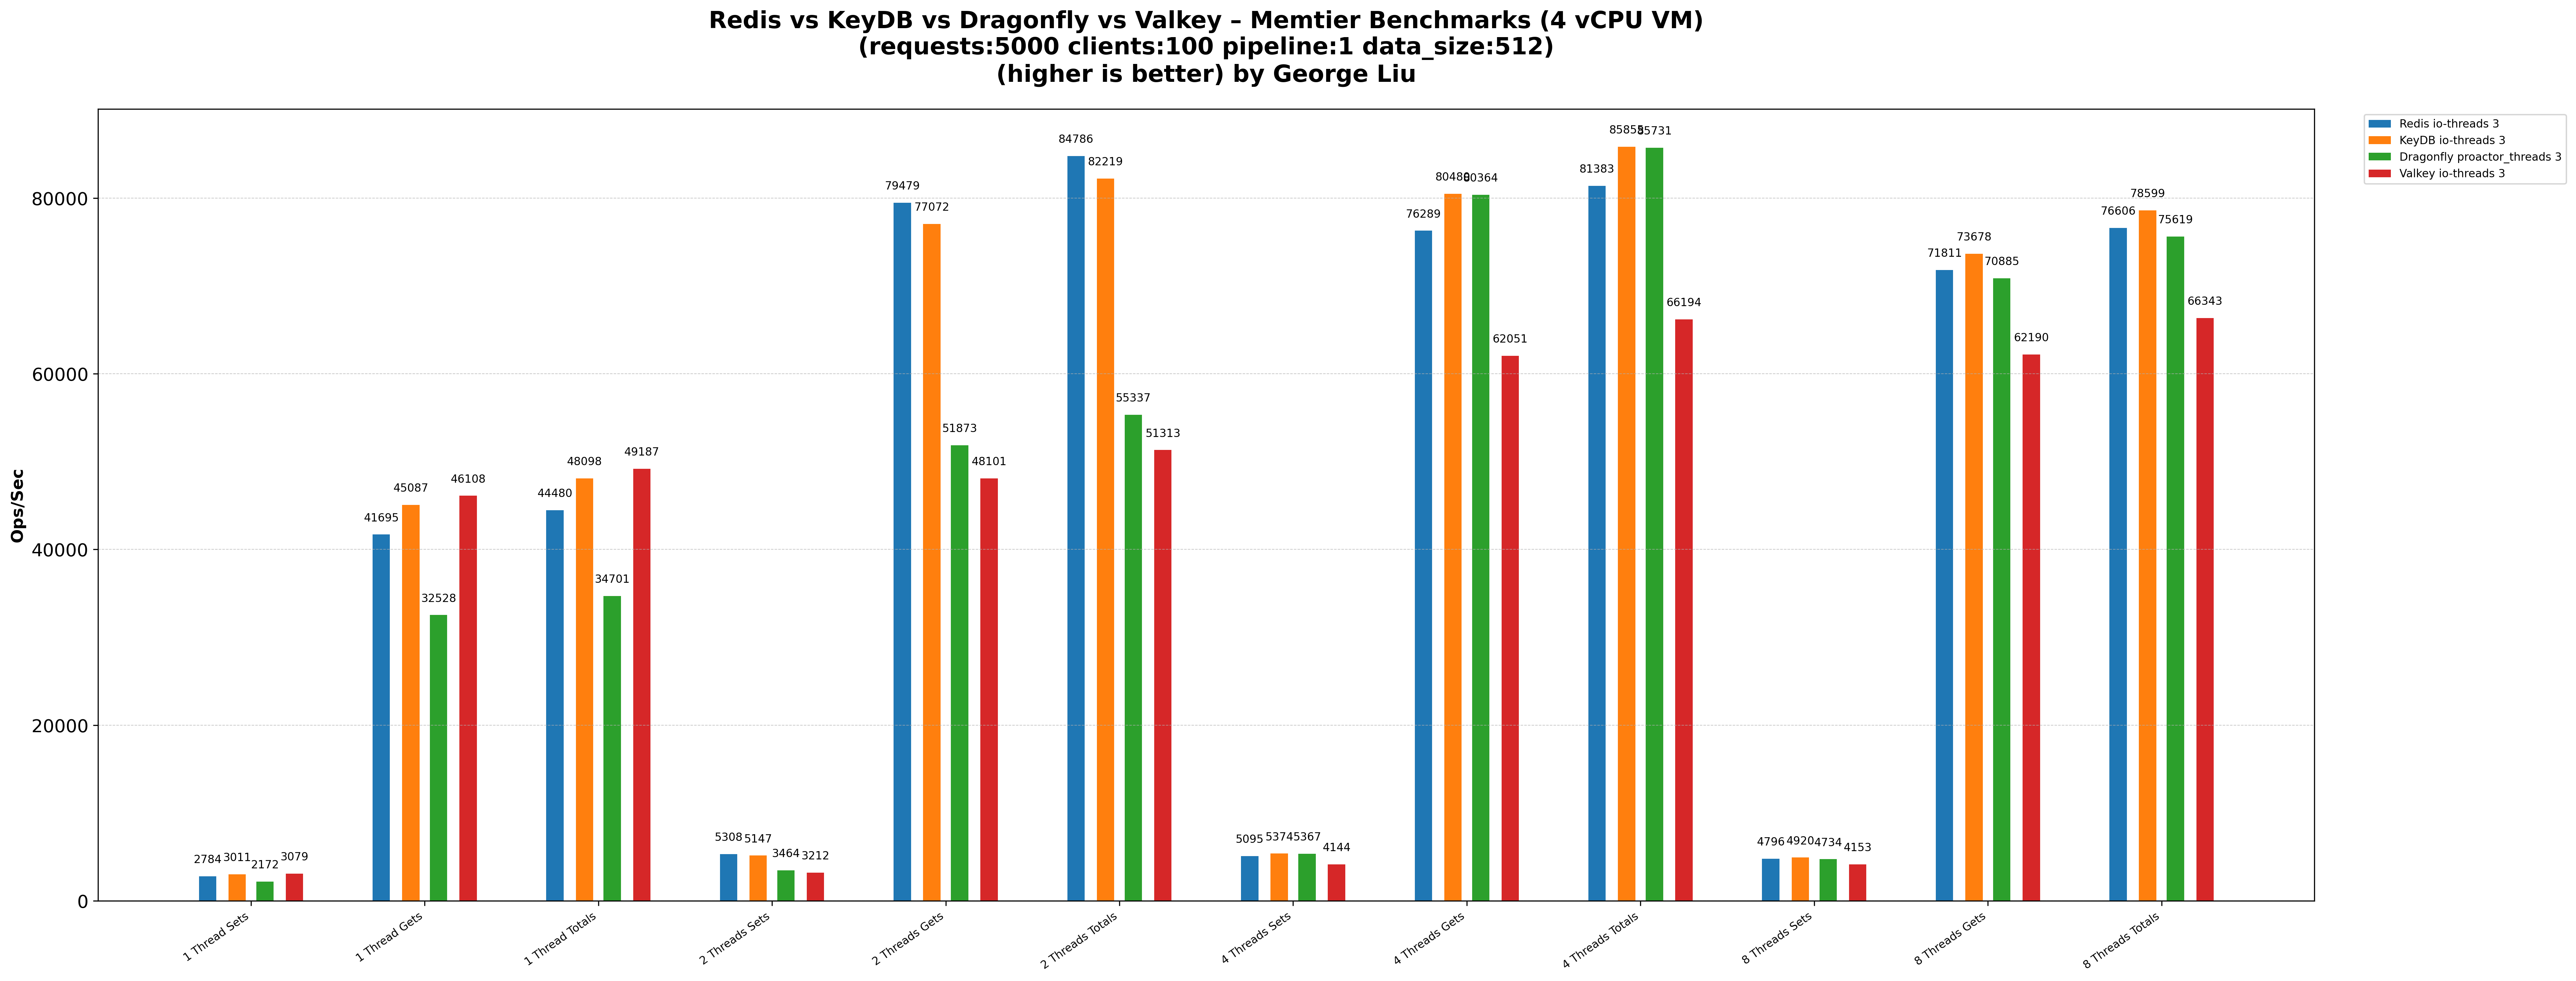 Redis vs KeyDB vs Dragonfly vs Valkey – Memtier Benchmarks (4 vCPU VM)
(requests:5000 clients:100 pipeline:1 data_size:512)
(higher is better) by George Liu
Redis io-threads 3
KeyDB io-threads 3
Dragonfly proactor_threads 3
Valkey io-threads 3
Ops/Sec
80000
60000
40000
20000
0
2784 3011 2172 3079
41695 45087 32528 46108
44480 48098 34701 49187
5308 5147 3464 3212
79479 77072 51873 48101
84786 82219 55337 51313
5095 5374 5367 4144
76289 80364 62051
81383 85731 66194
4796 4920 4734 4153
71811 73678 70885 62190
76606 78599 75619 66343
1 Thread Sets
1 Thread Gets
1 Thread Totals
2 Threads Sets
2 Threads Gets
2 Threads Totals
4 Threads Sets
4 Threads Gets
4 Threads Totals
8 Threads Sets
8 Threads Gets
8 Threads Totals